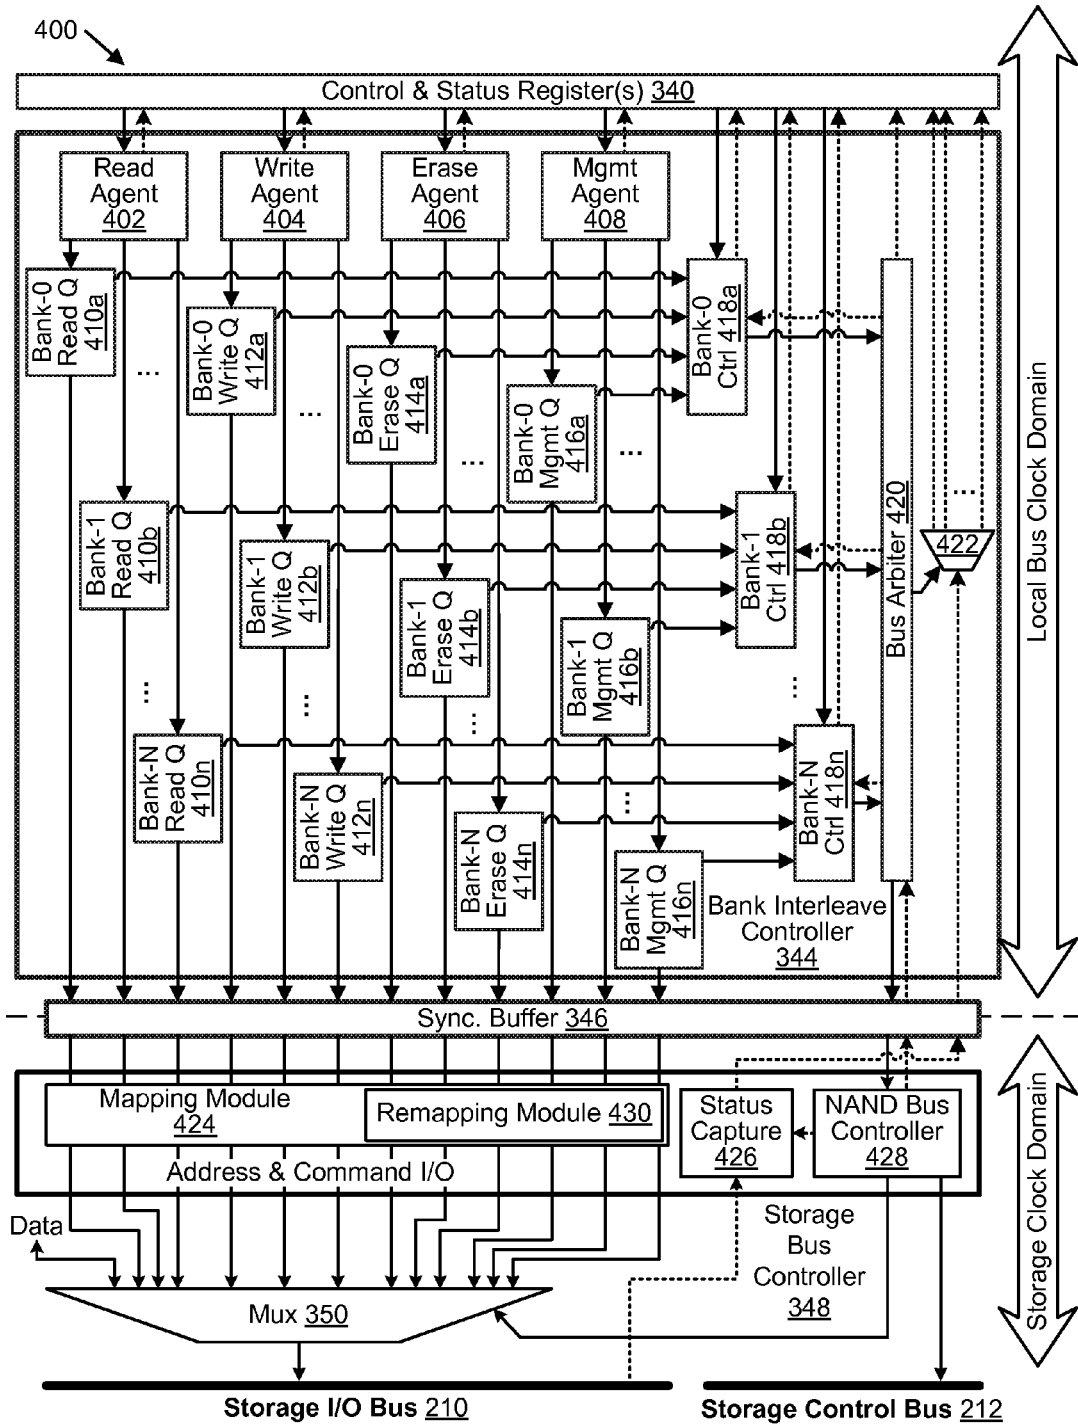 400
Control & Status Register(s) 340
Read
Agent
402
Write
Agent
404
Erase
Agent
406
Mgmt
Agent
408
Bank-0
Read Q
410a
Bank-0
Write Q
412a
Bank-0
Erase Q
414a
Bank-0
Mgmt Q
416a
Bank-0
Ctrl 418a
...
...
...
...
Bank-1
Read Q
410b
Bank-1
Write Q
412b
Bank-1
Erase Q
414b
Bank-1
Mgmt Q
416b
Bank-1
Ctrl 418b
Bus Arbiter 420
...
422
...
...
...
...
...
Bank-N
Read Q
410n
Bank-N
Write Q
412n
Bank-N
Erase Q
414n
Bank-N
Mgmt Q
416n
Bank-N
Ctrl 418n
Bank Interleave
Controller
344
Local Bus Clock Domain
Sync. Buffer 346
Mapping Module
424
Remapping Module 430
Status
Capture
426
NAND Bus
Controller
428
Address & Command I/O
Storage
Bus
Controller
348
Storage Clock Domain
Data
Mux 350
Storage I/O Bus 210
Storage Control Bus 212